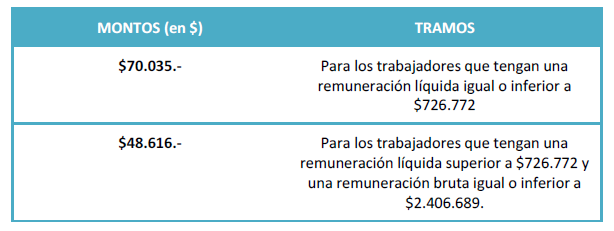 MONTOS (en $) TRAMOS
$70.035.- Para los trabajadores que tengan una
remuneración líquida igual o inferior a
$726.772
$48.616.- Para los trabajadores que tengan una
remuneración líquida superior a $726.772 y
una remuneración bruta igual o inferior a
$2.406.689.